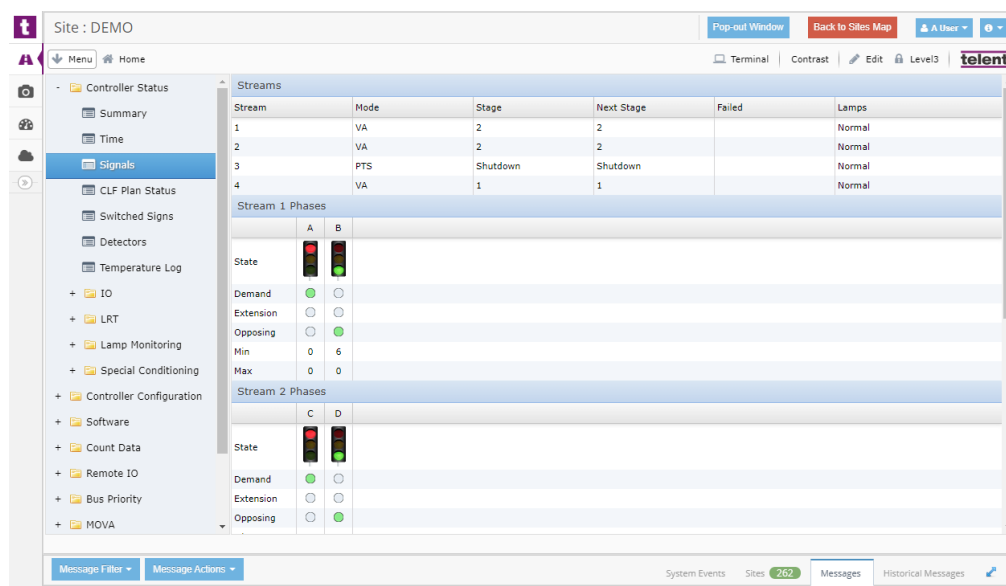 t
Site : DEMO
Pop-out Window
Back to Sites Map
A User
Menu
Home
Terminal
Contrast
Edit
Level3
telent
- Controller Status
Summary
Time
Signals
CLF Plan Status
Switched Signs
Detectors
Temperature Log
+ IO
+ LRT
+ Lamp Monitoring
+ Special Conditioning
+ Controller Configuration
+ Software
+ Count Data
+ Remote IO
+ Bus Priority
+ MOVA
Streams
Stream Mode Stage Next Stage Failed Lamps
1 VA 2 2 Normal
2 VA 2 2 Normal
3 PTS Shutdown Shutdown Normal
4 VA 1 1 Normal
Stream 1 Phases
A B
State
Demand
Extension
Opposing
Min 0 6
Max 0 0
Stream 2 Phases
C D
State
Demand
Extension
Opposing
Message Filter
Message Actions
System Events
Sites 262
Messages
Historical Messages